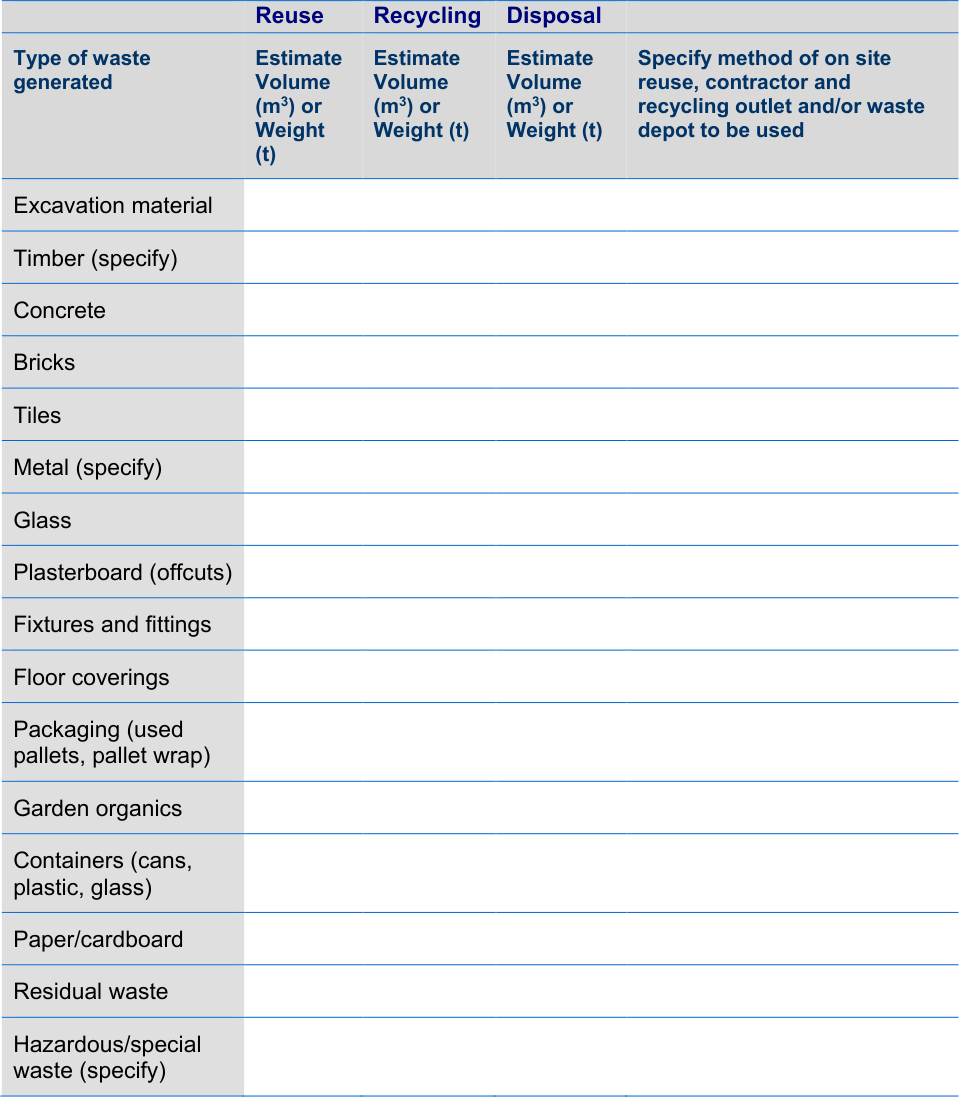 Reuse Recycling Disposal
Type of waste generated
Estimate Volume (m³) or Weight (t)
Estimate Volume (m³) or Weight (t)
Estimate Volume (m³) or Weight (t)
Specify method of on site reuse, contractor and recycling outlet and/or waste depot to be used
Excavation material
Timber (specify)
Concrete
Bricks
Tiles
Metal (specify)
Glass
Plasterboard (offcuts)
Fixtures and fittings
Floor coverings
Packaging (used
pallets, pallet wrap)
Garden organics
Containers (cans,
plastic, glass)
Paper/cardboard
Residual waste
Hazardous/special
waste (specify)